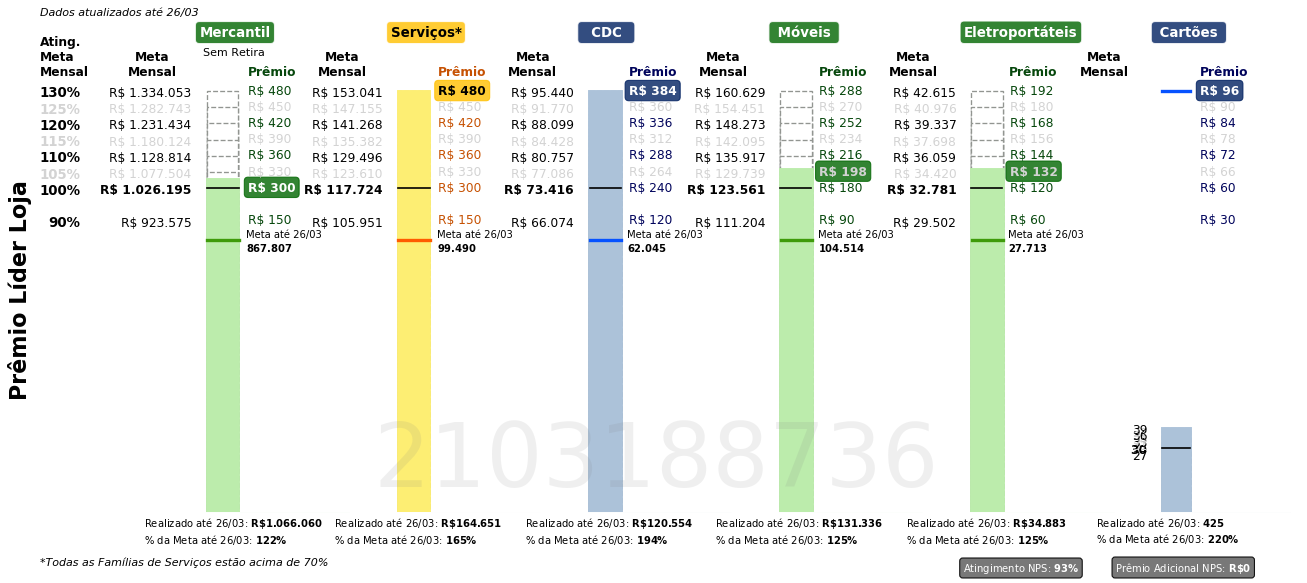 Dados atualizados até 26/03
Mercantil Serviços* CDC Móveis Eletroportáteis Cartões
Sem Retira
Ating. Meta Mensal
Meta Mensal Prêmio Meta Mensal Prêmio Meta Mensal Prêmio Meta Mensal Prêmio Meta Mensal Prêmio Meta Mensal Prêmio
130% R$ 1.334.053 R$ 480 R$ 153.041 R$ 480 R$ 95.440 R$ 384 R$ 160.629 R$ 288 R$ 42.615 R$ 192 R$ 96
125% R$ 1.282.743 R$ 450 R$ 147.155 R$ 450 R$ 91.770 R$ 360 R$ 154.451 R$ 270 R$ 40.976 R$ 180 R$ 90
120% R$ 1.231.434 R$ 420 R$ 141.268 R$ 420 R$ 88.099 R$ 336 R$ 148.273 R$ 252 R$ 39.337 R$ 168 R$ 84
115% R$ 1.180.124 R$ 390 R$ 135.382 R$ 390 R$ 84.428 R$ 312 R$ 142.095 R$ 234 R$ 37.698 R$ 156 R$ 78
110% R$ 1.128.814 R$ 360 R$ 129.496 R$ 360 R$ 80.757 R$ 288 R$ 135.917 R$ 216 R$ 36.059 R$ 144 R$ 72
105% R$ 1.077.504 R$ 330 R$ 123.610 R$ 330 R$ 77.086 R$ 264 R$ 129.739 R$ 198 R$ 34.420 R$ 132 R$ 66
100% R$ 1.026.195 R$ 300 R$ 117.724 R$ 300 R$ 73.416 R$ 240 R$ 123.561 R$ 180 R$ 32.781 R$ 120 R$ 60
90% R$ 923.575 R$ 150 R$ 105.951 R$ 150 R$ 66.074 R$ 120 R$ 111.204 R$ 90 R$ 29.502 R$ 60 R$ 30
Meta até 26/03 Meta até 26/03 Meta até 26/03 Meta até 26/03 Meta até 26/03
867.807 99.490 62.045 104.514 27.713
Prêmio Líder Loja
2103188736
39
36
30
27
Realizado até 26/03: R$1.066.060 Realizado até 26/03: R$164.651 Realizado até 26/03: R$120.554 Realizado até 26/03: R$131.336 Realizado até 26/03: R$34.883 Realizado até 26/03: 425
% da Meta até 26/03: 122% % da Meta até 26/03: 165% % da Meta até 26/03: 194% % da Meta até 26/03: 125% % da Meta até 26/03: 125% % da Meta até 26/03: 220%
*Todas as Famílias de Serviços estão acima de 70%
Atingimento NPS: 93% Prêmio Adicional NPS: R$0